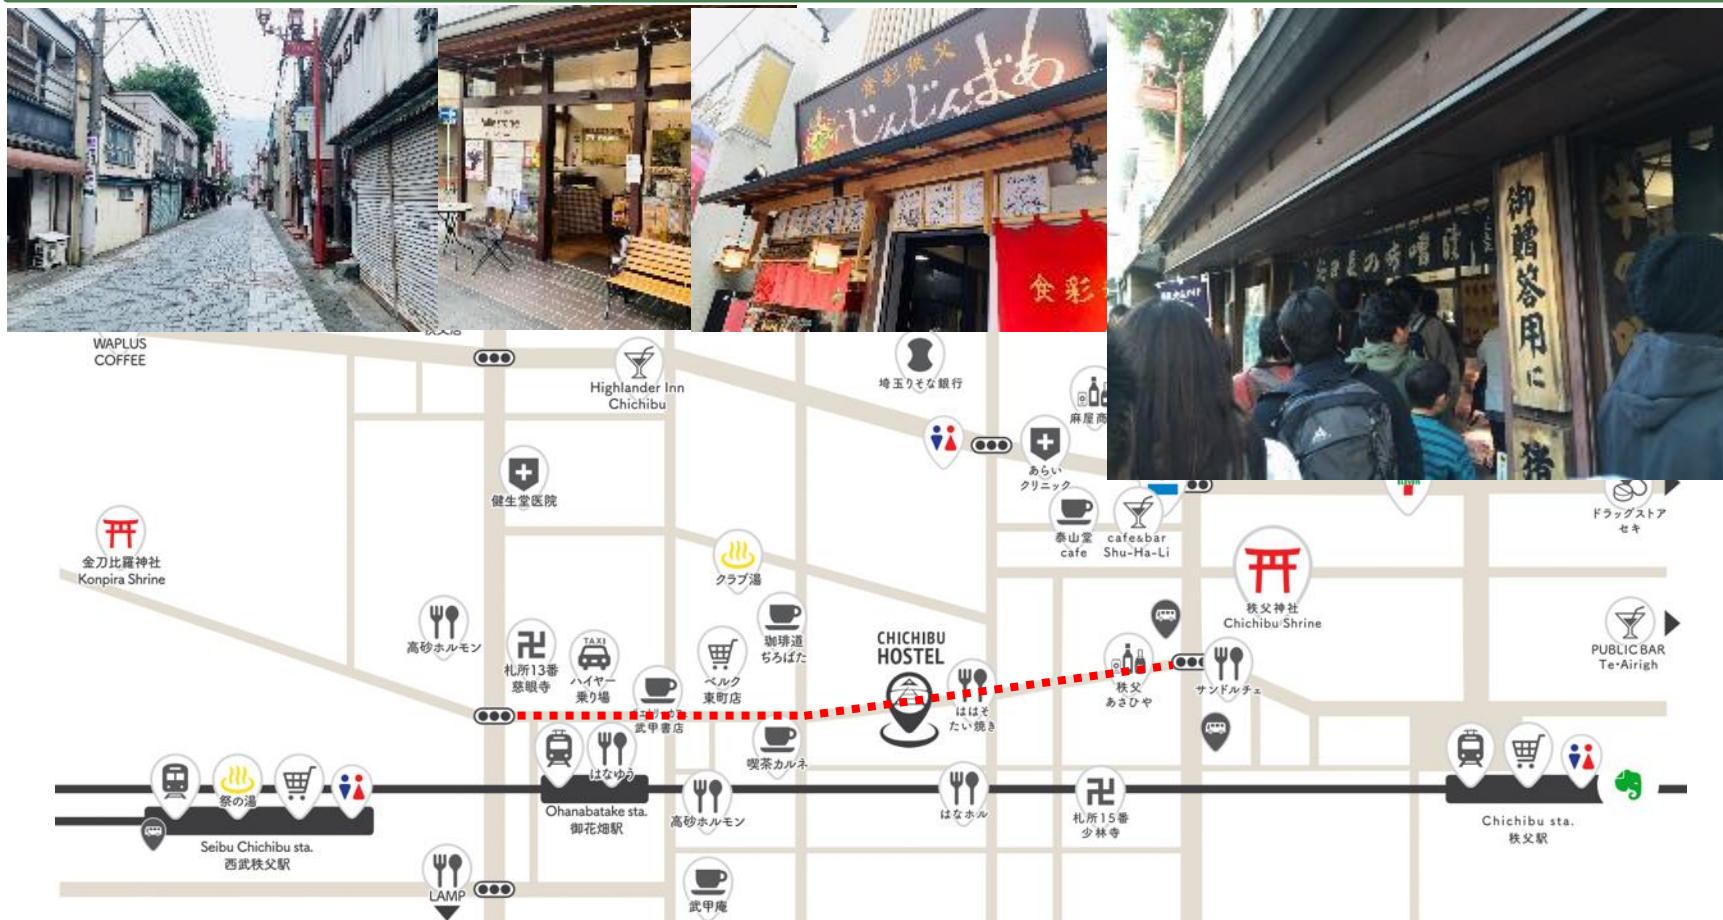 食彩秩父
じんじんばあ
食彩
御贈答用に
猪
WAPLUS
COFFEE
Highlander Inn
Chichibu
埼玉りそな銀行
あらい
クリニック
健生堂医院
泰山堂
cafe
cafe&bar
Shu-Ha-Li
ドラッグストア
セキ
金刀比羅神社
Konpira Shrine
クラブ湯
秩父神社
Chichibu Shrine
高砂ホルモン
札所13番
慈眼寺
TAXI
ハイヤー
乗り場
ベルク
東町店
珈琲道
ぢろばた
CHICHIBU
HOSTEL
PUBLIC BAR
Te-Airigh
武甲書店
ははそ
たい焼き
秩父
あさひや
サンドルチェ
はなゆう
喫茶カルネ
祭の湯
Ohanabatake sta.
御花畑駅
高砂ホルモン
はなホル
札所15番
少林寺
Chichibu sta.
秩父駅
Seibu Chichibu sta.
西武秩父駅
LAMP
武甲庵